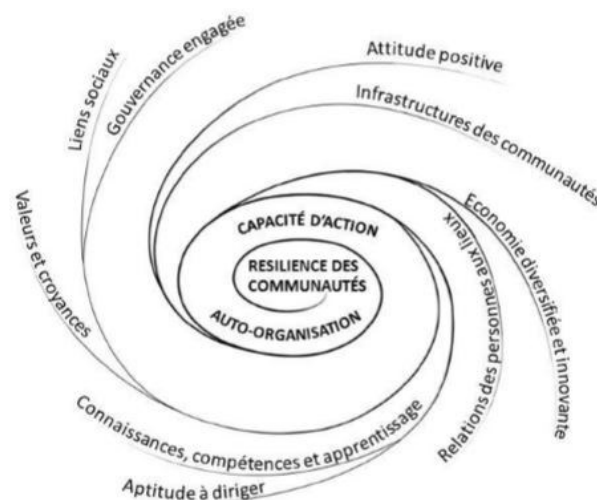 Attitude positive
Gouvernance engagée
Liens sociaux
Infrastructures des communautés
Valeurs et croyances
Economie diversifiée et innovante
Relations des personnes aux lieux
CAPACITÉ D'ACTION
RESILIENCE DES
COMMUNAUTÉS
AUTO-ORGANISATION
Connaissances, compétences et apprentissage
Aptitude à diriger